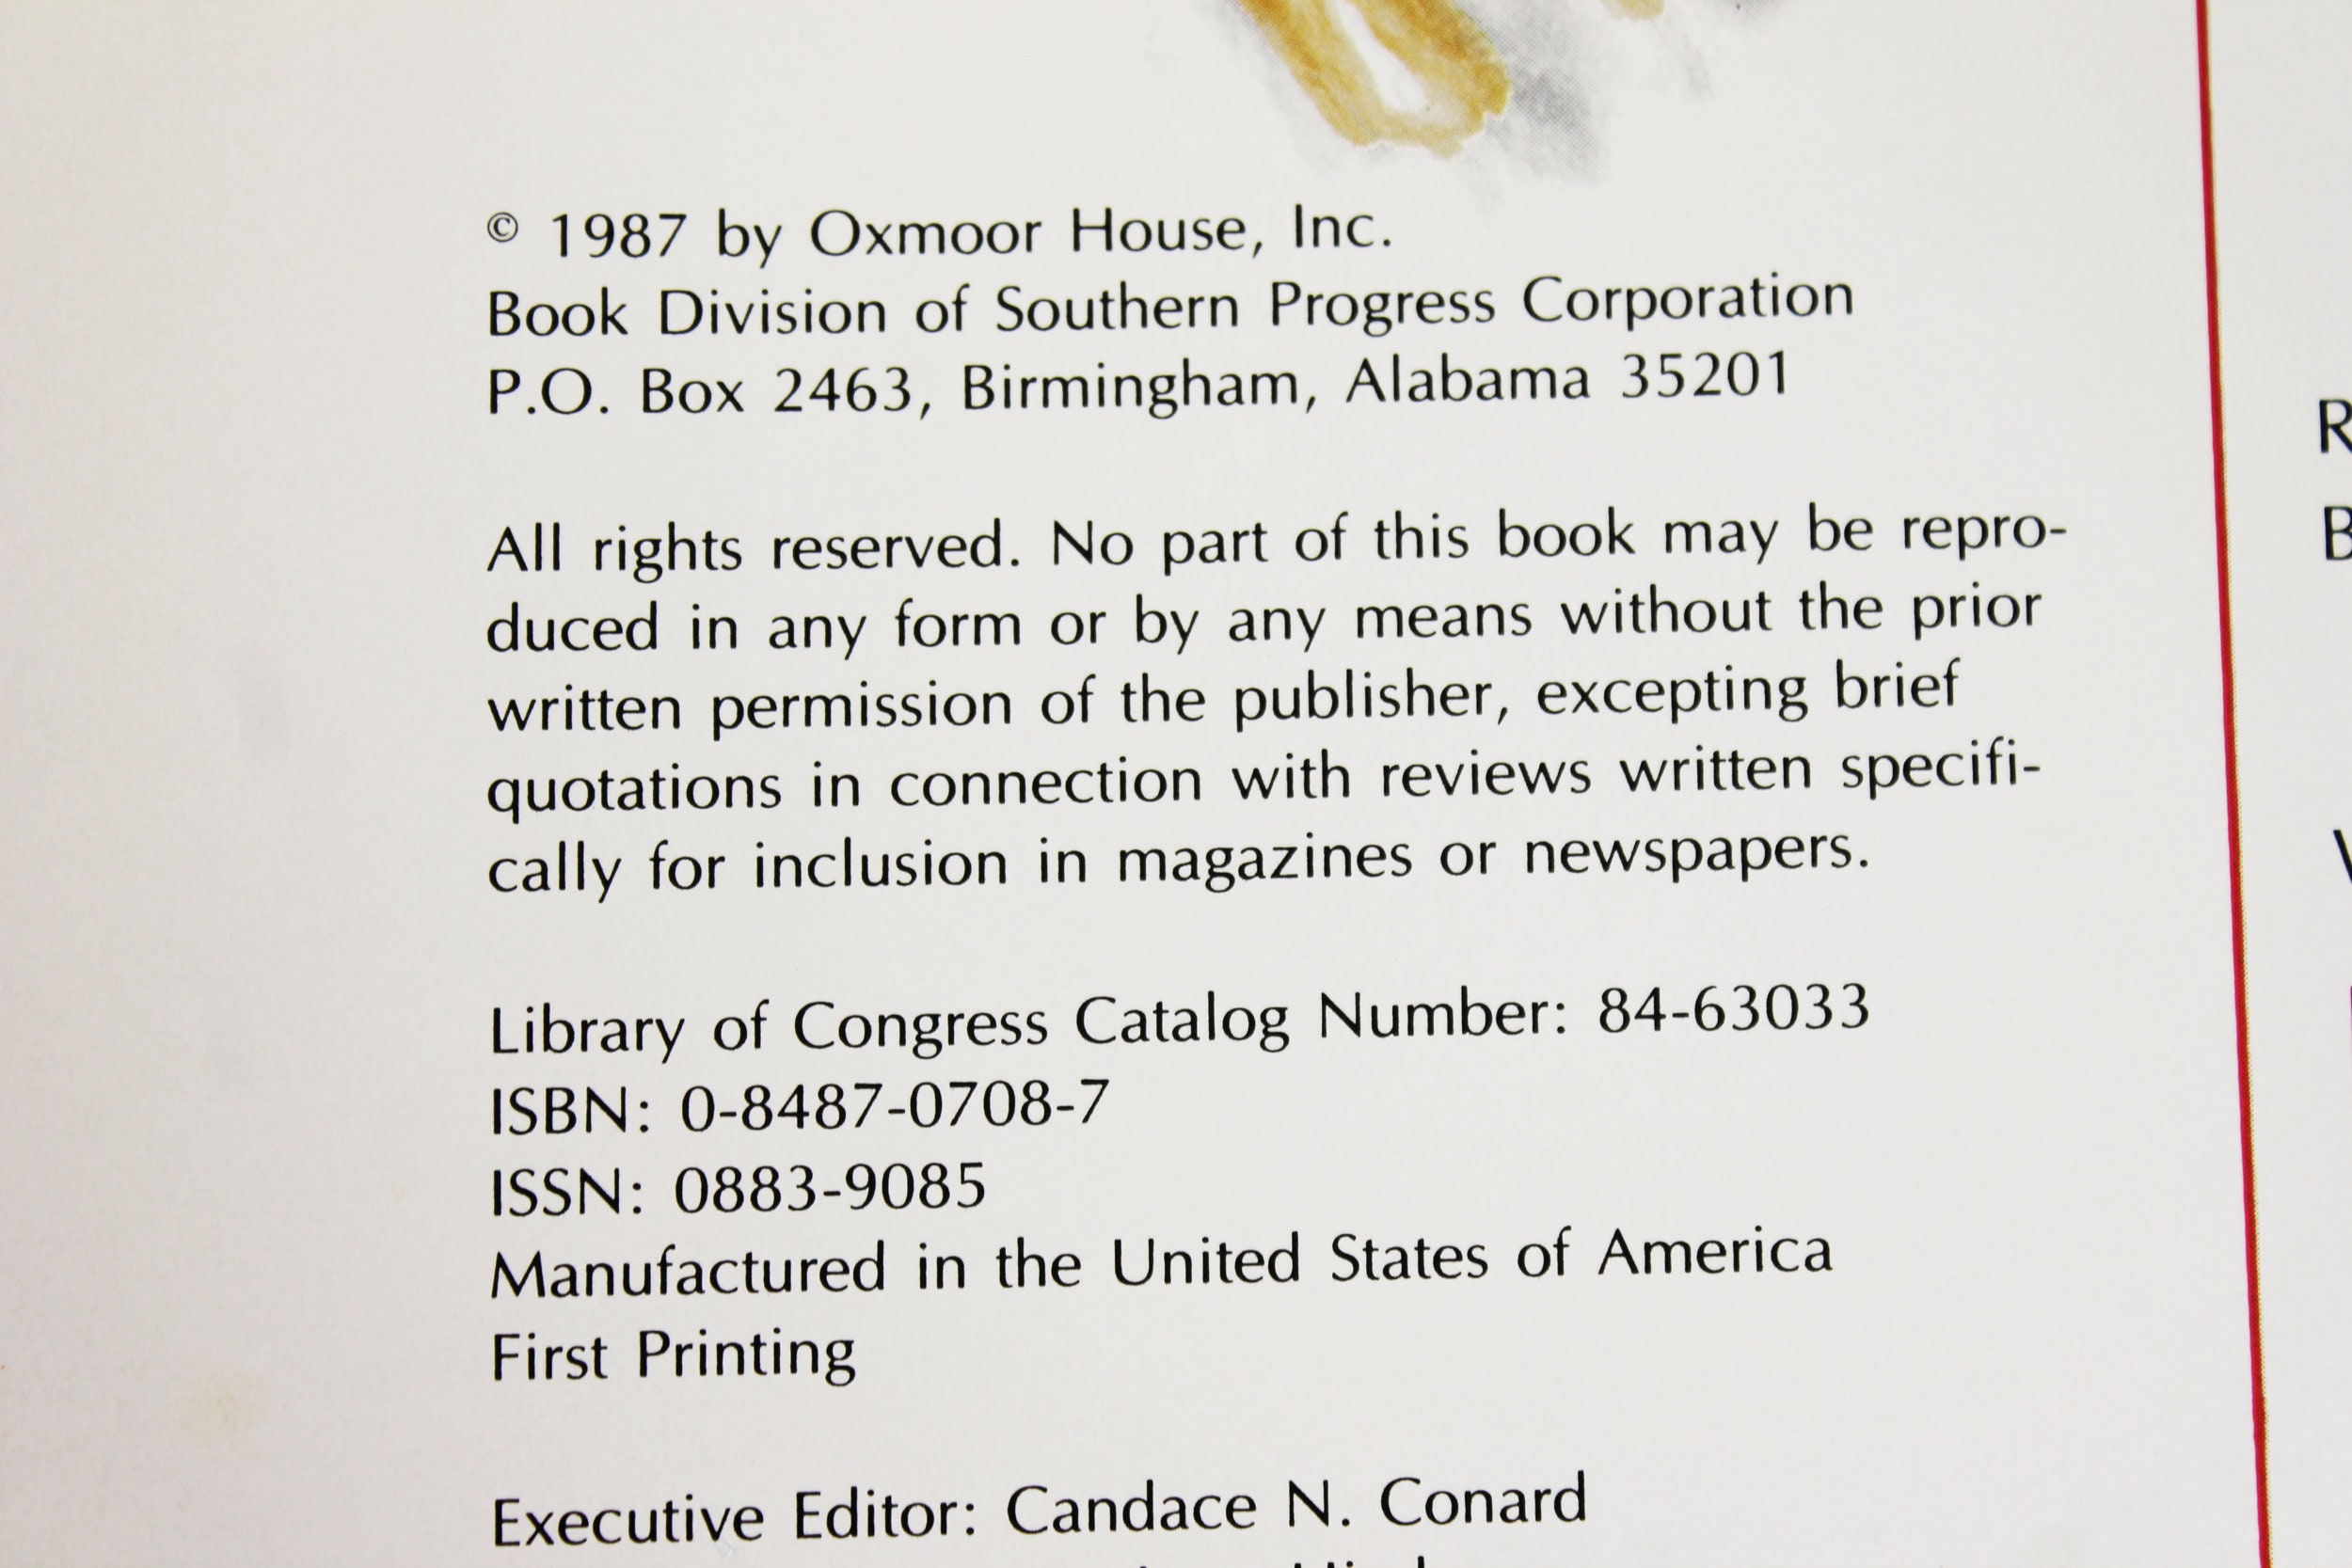 © 1987 by Oxmoor House, Inc.
Book Division of Southern Progress Corporation
P.O. Box 2463, Birmingham, Alabama 35201
All rights reserved. No part of this book may be repro-
duced in any form or by any means without the prior
written permission of the publisher, excepting brief
quotations in connection with reviews written specifi-
cally for inclusion in magazines or newspapers.
Library of Congress Catalog Number: 84-63033
ISBN: 0-8487-0708-7
ISSN: 0883-9085
Manufactured in the United States of America
First Printing
Executive Editor: Candace N. Conard